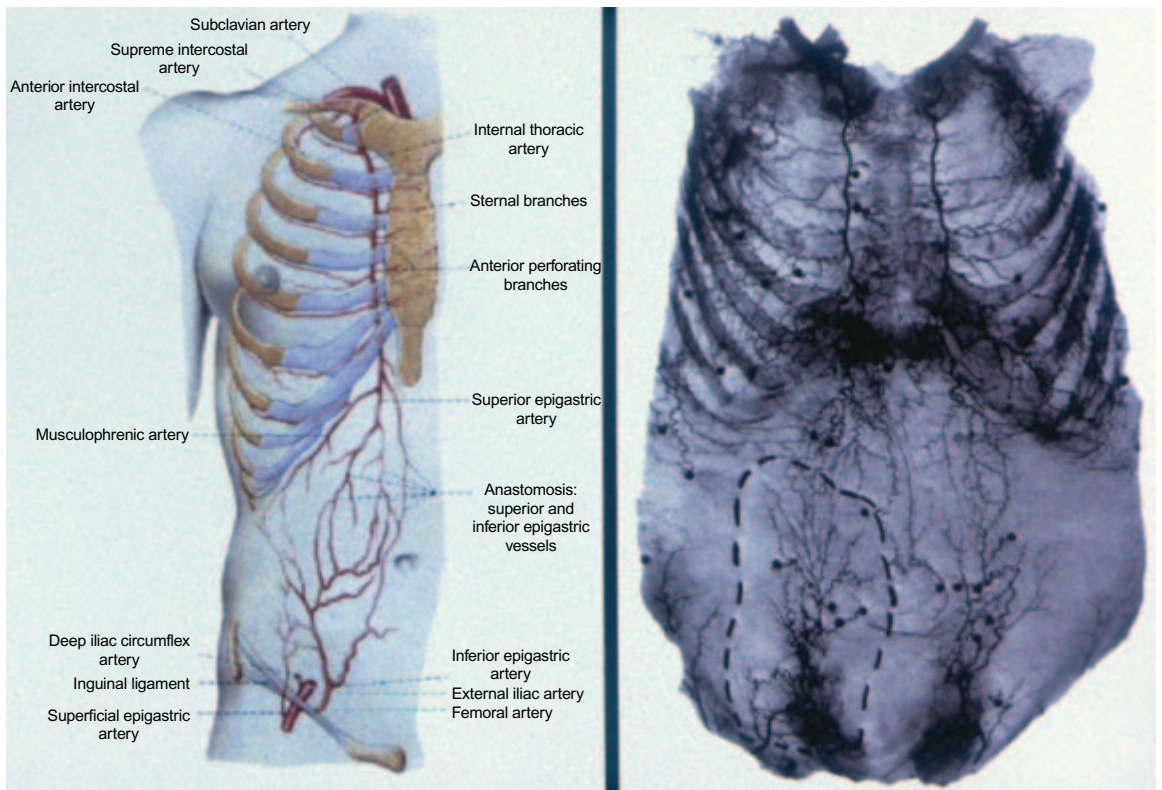 Subclavian artery
Supreme intercostal
artery
Anterior intercostal
artery
Internal thoracic
artery
Sternal branches
Anterior perforating
branches
Superior epigastric
artery
Musculophrenic artery
Anastomosis:
superior and
inferior epigastric
vessels
Deep iliac circumflex
artery
Inguinal ligament
Superficial epigastric
artery
Inferior epigastric
artery
External iliac artery
Femoral artery